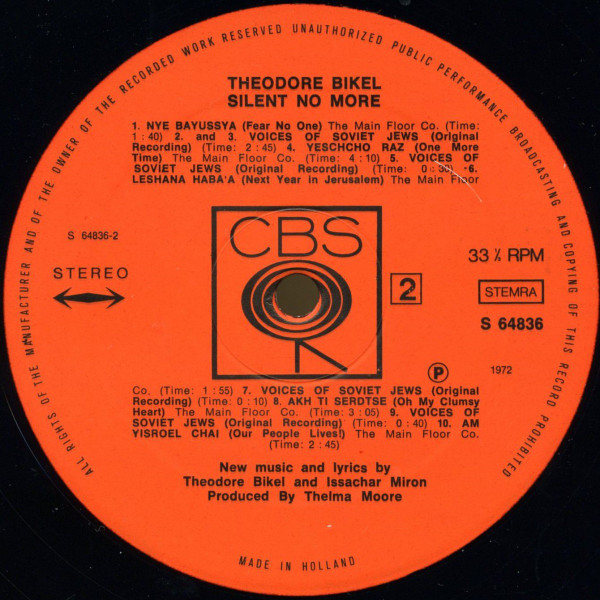 ALL RIGHTS OF THE MANUFACTURER AND OF THE OWNER OF THE RECORDED WORK RESERVED UNAUTHORIZED PUBLIC PERFORMANCE BROADCASTING AND COPYING OF THIS RECORD PROHIBITED
THEODORE BIKEL
SILENT NO MORE
1. NYE BAYUSSYA (Fear No One) The Main Floor Co. (Time:
1:40) 2. and 3. VOICES OF SOVIET JEWS (Original
Recording) (Time: 2:45) 4. YESCHCHO RAZ (One More
Time) The Main Floor Co. (Time: 4:10) 5. VOICES OF
SOVIET JEWS (Original Recording) (Time: 0:30) 6.
LESHANA HABA'A (Next Year in Jerusalem) The Main Floor
S 64836-2
STEREO
CBS
2
33⅓ RPM
STEMRA
S 64836
P
1972
Co. (Time: 1:55) 7. VOICES OF SOVIET JEWS (Original
Recording) (Time: 0:10) 8. AKH TI SERDTSE (Oh My Clumsy
Heart) The Main Floor Co. (Time: 3:05) 9. VOICES OF
SOVIET JEWS (Original Recording) (Time: 0:40) 10. AM
YISROEL CHAI (Our People Lives!) The Main Floor Co.
(Time: 2:45)
New music and lyrics by
Theodore Bikel and Issachar Miron
Produced By Thelma Moore
MADE IN HOLLAND